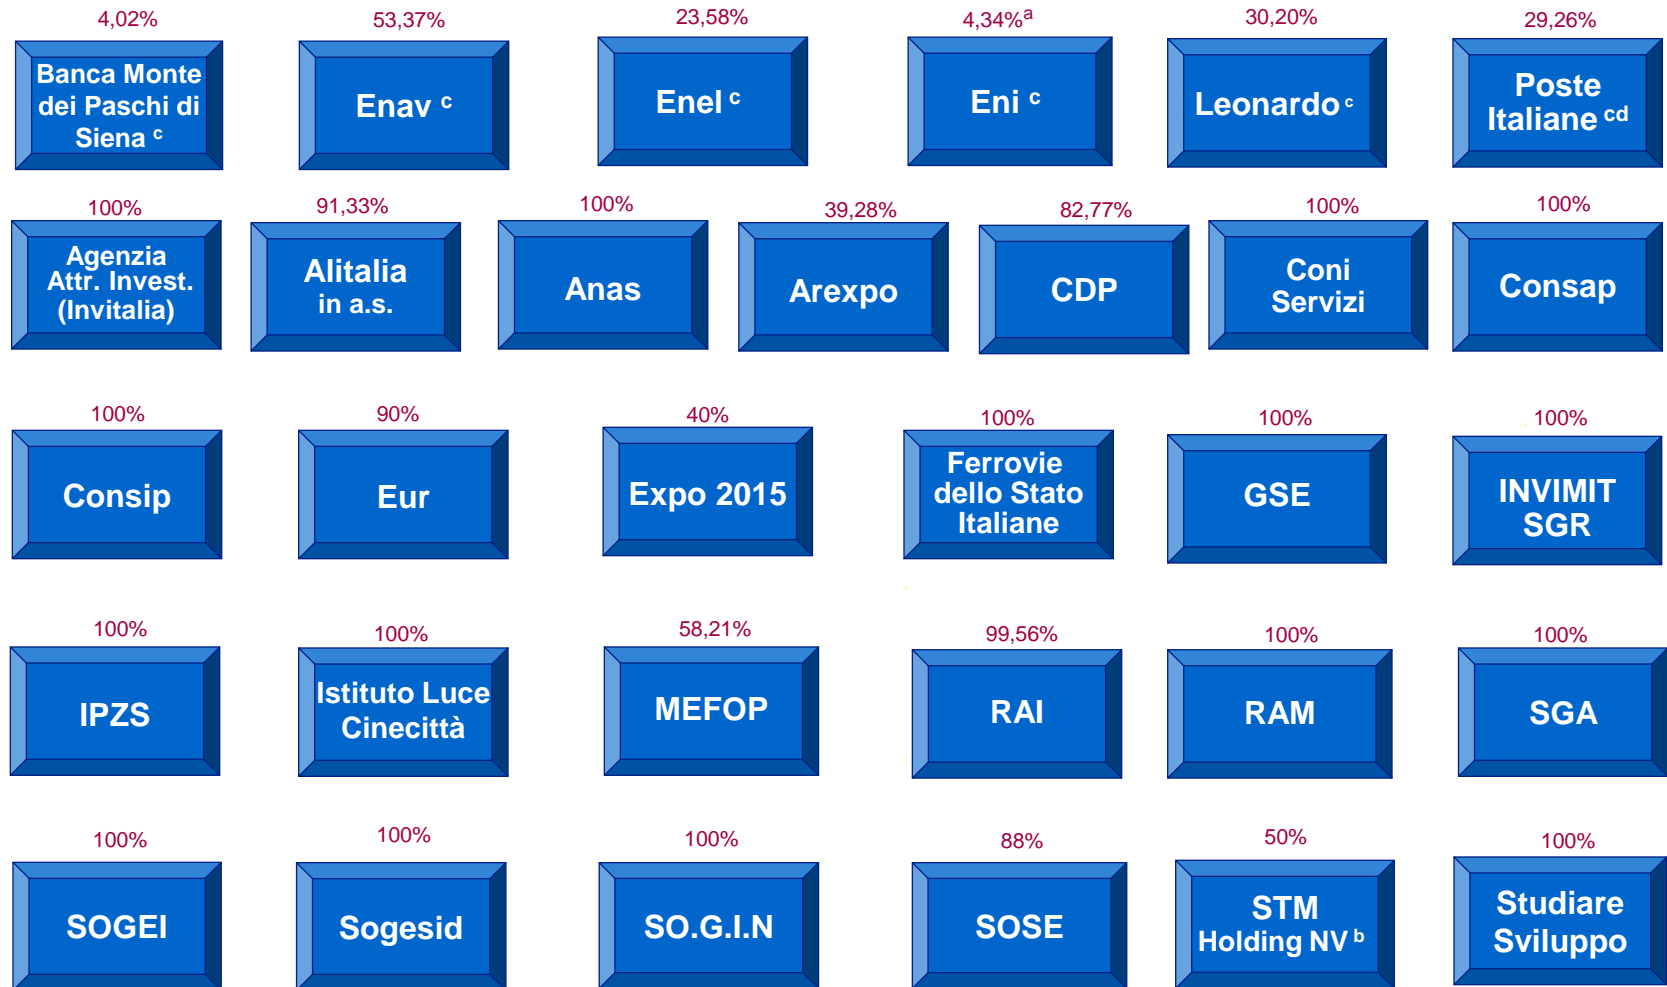 4,02%
Banca Monte
dei Paschi di
Siena c
53,37%
Enav c
23,58%
Enel c
4,34%a
Eni c
30,20%
Leonardo c
29,26%
Poste
Italiane cd
100%
Agenzia
Attr. Invest.
(Invitalia)
91,33%
Alitalia
in a.s.
100%
Anas
39,28%
Arexpo
82,77%
CDP
100%
Coni
Servizi
100%
Consap
100%
Consip
90%
Eur
40%
Expo 2015
100%
Ferrovie
dello Stato
Italiane
100%
GSE
100%
INVIMIT
SGR
100%
IPZS
100%
Istituto Luce
Cinecittà
58,21%
MEFOP
99,56%
RAI
100%
RAM
100%
SGA
100%
SOGEI
100%
Sogesid
100%
SO.G.I.N
88%
SOSE
50%
STM
Holding NV b
100%
Studiare
Sviluppo